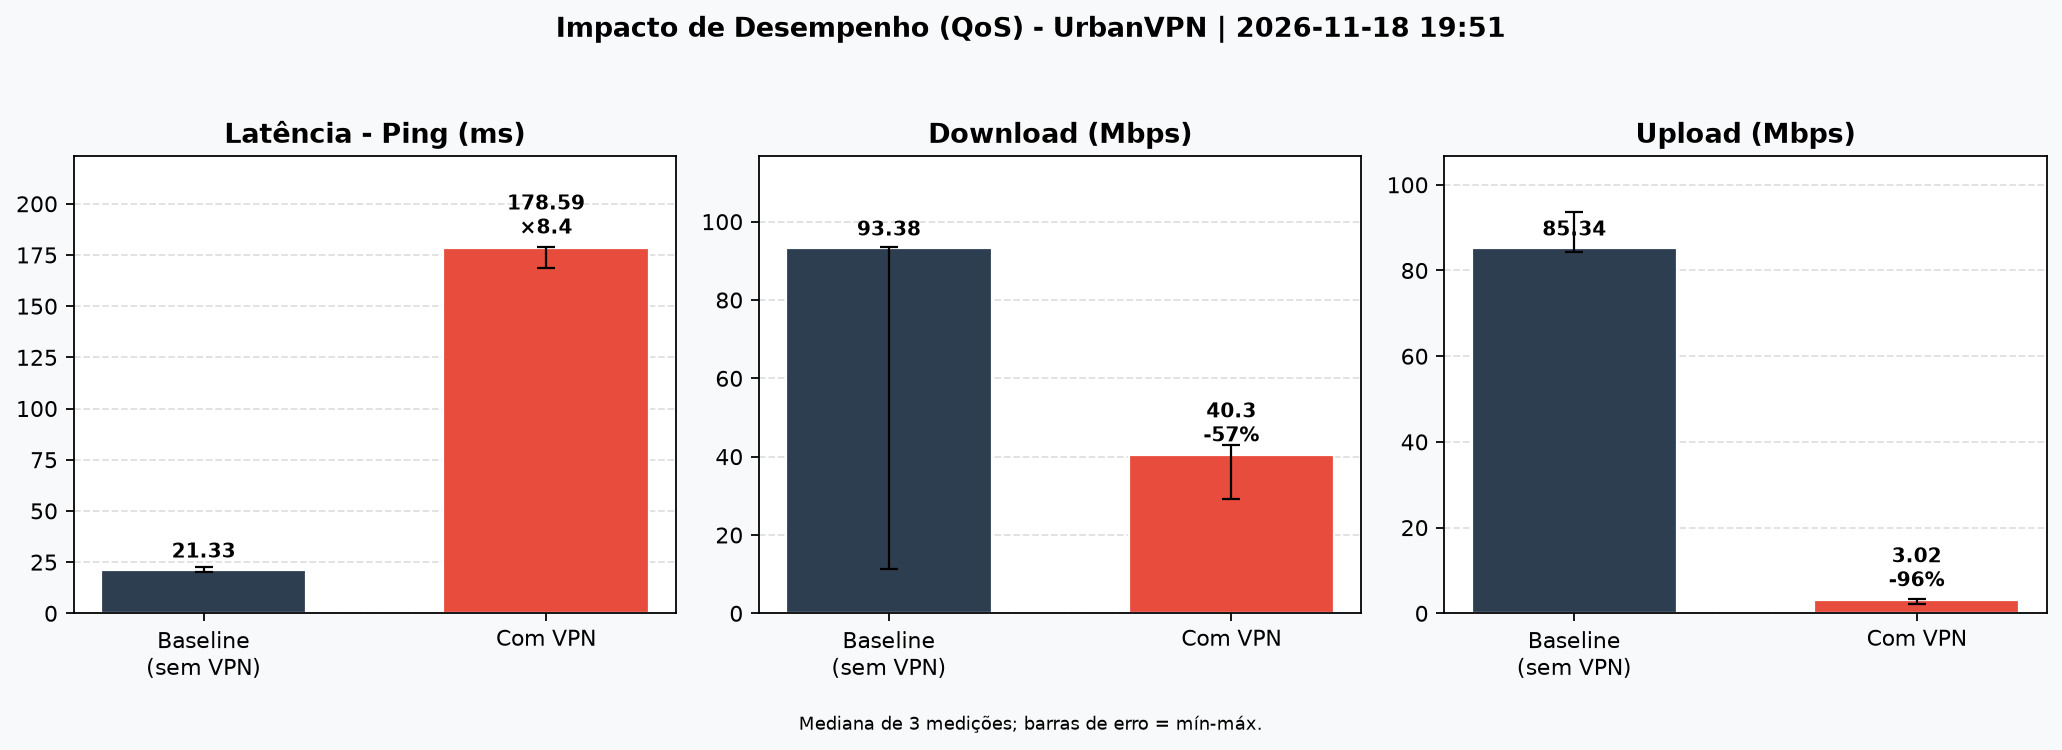 Impacto de Desempenho (QoS) - UrbanVPN | 2026-11-18 19:51
Latência - Ping (ms)
200
175
150
125
100
75
50
25
0
178.59
×8.4
21.33
Baseline
(sem VPN)
Com VPN
Download (Mbps)
100
80
60
40
20
0
93.38
40.3
-57%
Baseline
(sem VPN)
Com VPN
Upload (Mbps)
100
80
60
40
20
0
85.34
3.02
-96%
Baseline
(sem VPN)
Com VPN
Mediana de 3 medições; barras de erro = mín-máx.